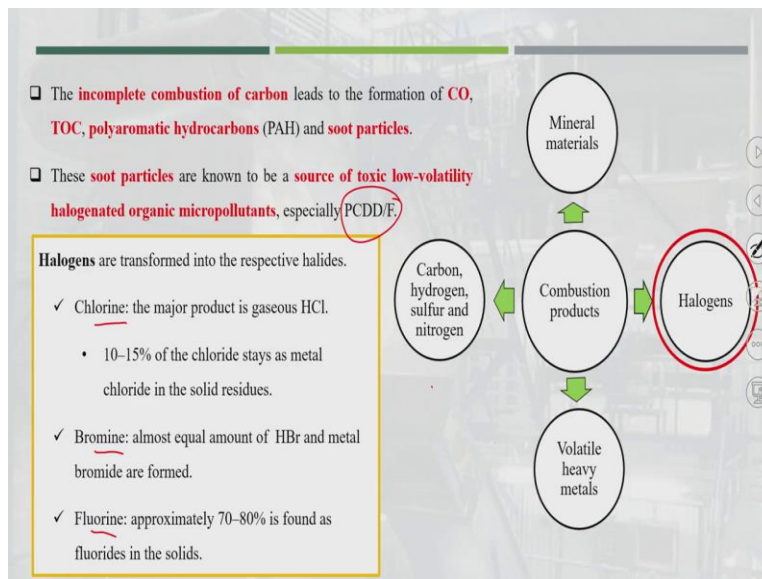 ❑ The incomplete combustion of carbon leads to the formation of CO,
TOC, polyaromatic hydrocarbons (PAH) and soot particles.
❑ These soot particles are known to be a source of toxic low-volatility
halogenated organic micropollutants, especially PCDD/F.
Halogens are transformed into the respective halides.
✓ Chlorine: the major product is gaseous HCl.
• 10–15% of the chloride stays as metal
chloride in the solid residues.
✓ Bromine: almost equal amount of HBr and metal
bromide are formed.
✓ Fluorine: approximately 70–80% is found as
fluorides in the solids.
Mineral
materials
Carbon,
hydrogen,
sulfur and
nitrogen
Combustion
products
Halogens
Volatile
heavy
metals